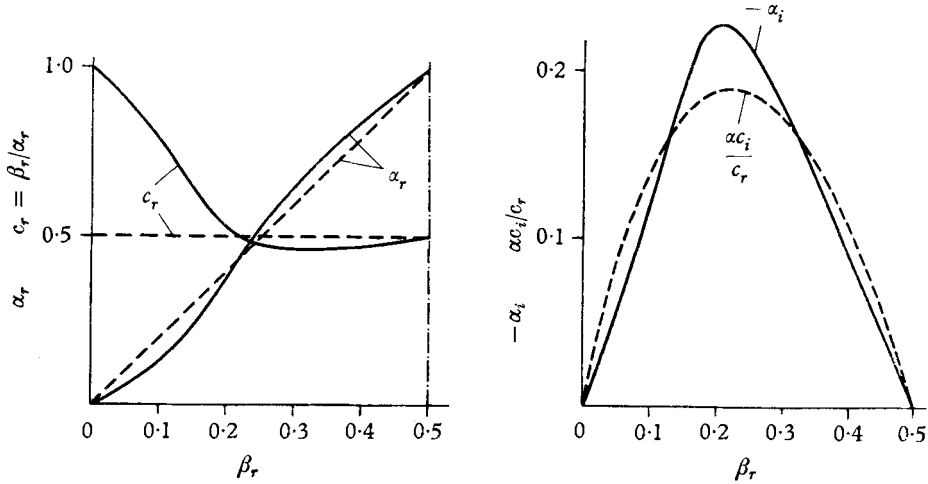 1·0
0·5
α_r  c_r = β_r/α_r
c_r
α_r
0 0·1 0·2 0·3 0·4 0·5
β_r
− α_i
αc_i
c_r
0·2
0·1
−α_i  αc_i/c_r
0 0·1 0·2 0·3 0·4 0·5
β_r